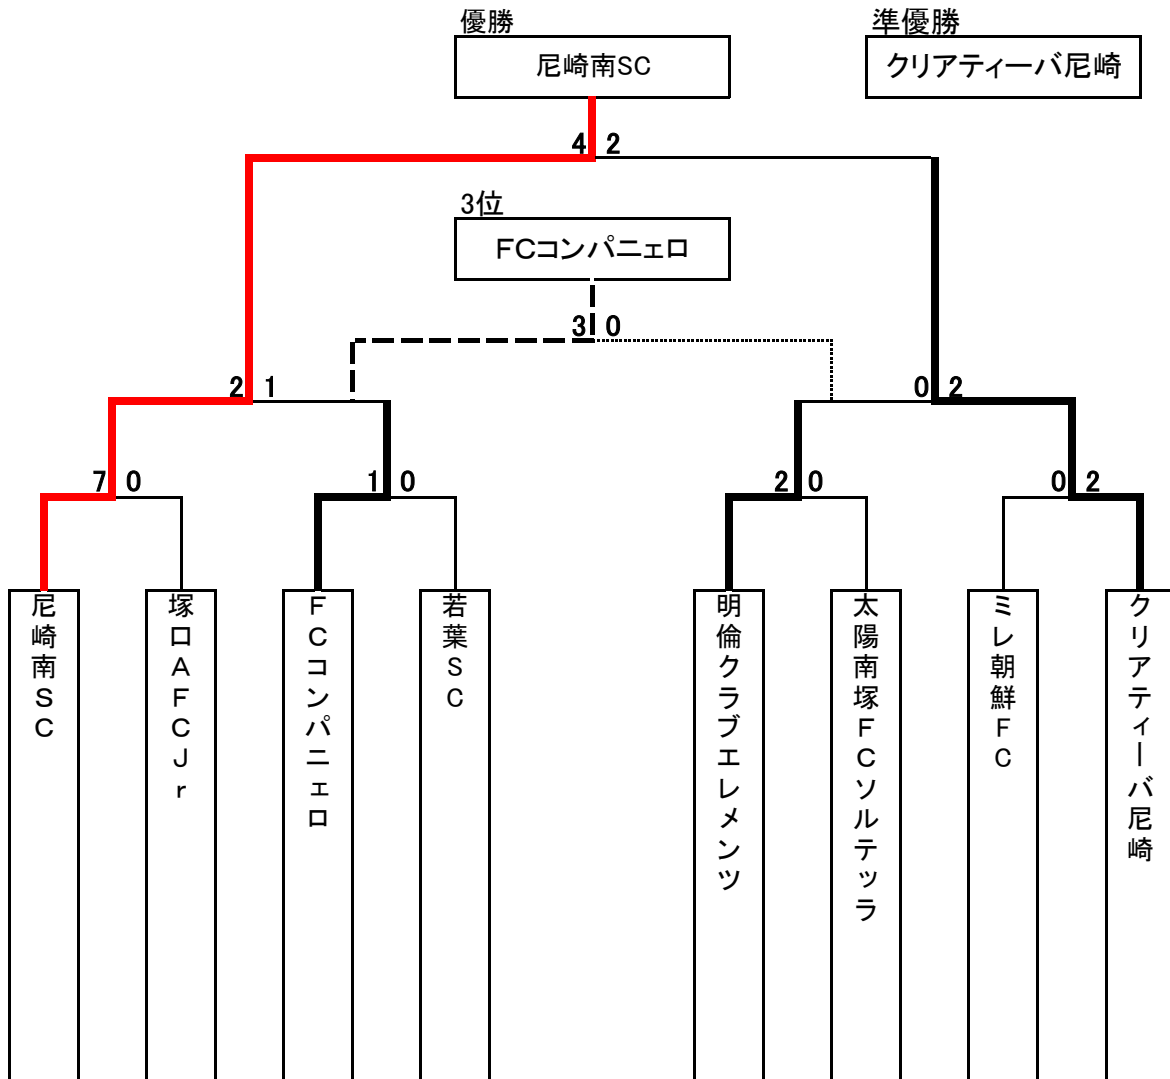 優勝
準優勝
尼崎南SC
クリアティーバ尼崎
4 2
3位
FCコンパニェロ
3 0
2 1
0 2
7 0
1 0
2 0
0 2
尼崎南SC
塚口AFCJr
FCコンパニェロ
若葉SC
明倫クラブエレメンツ
太陽南塚FCソルテッラ
ミレ朝鮮FC
クリアティーバ尼崎